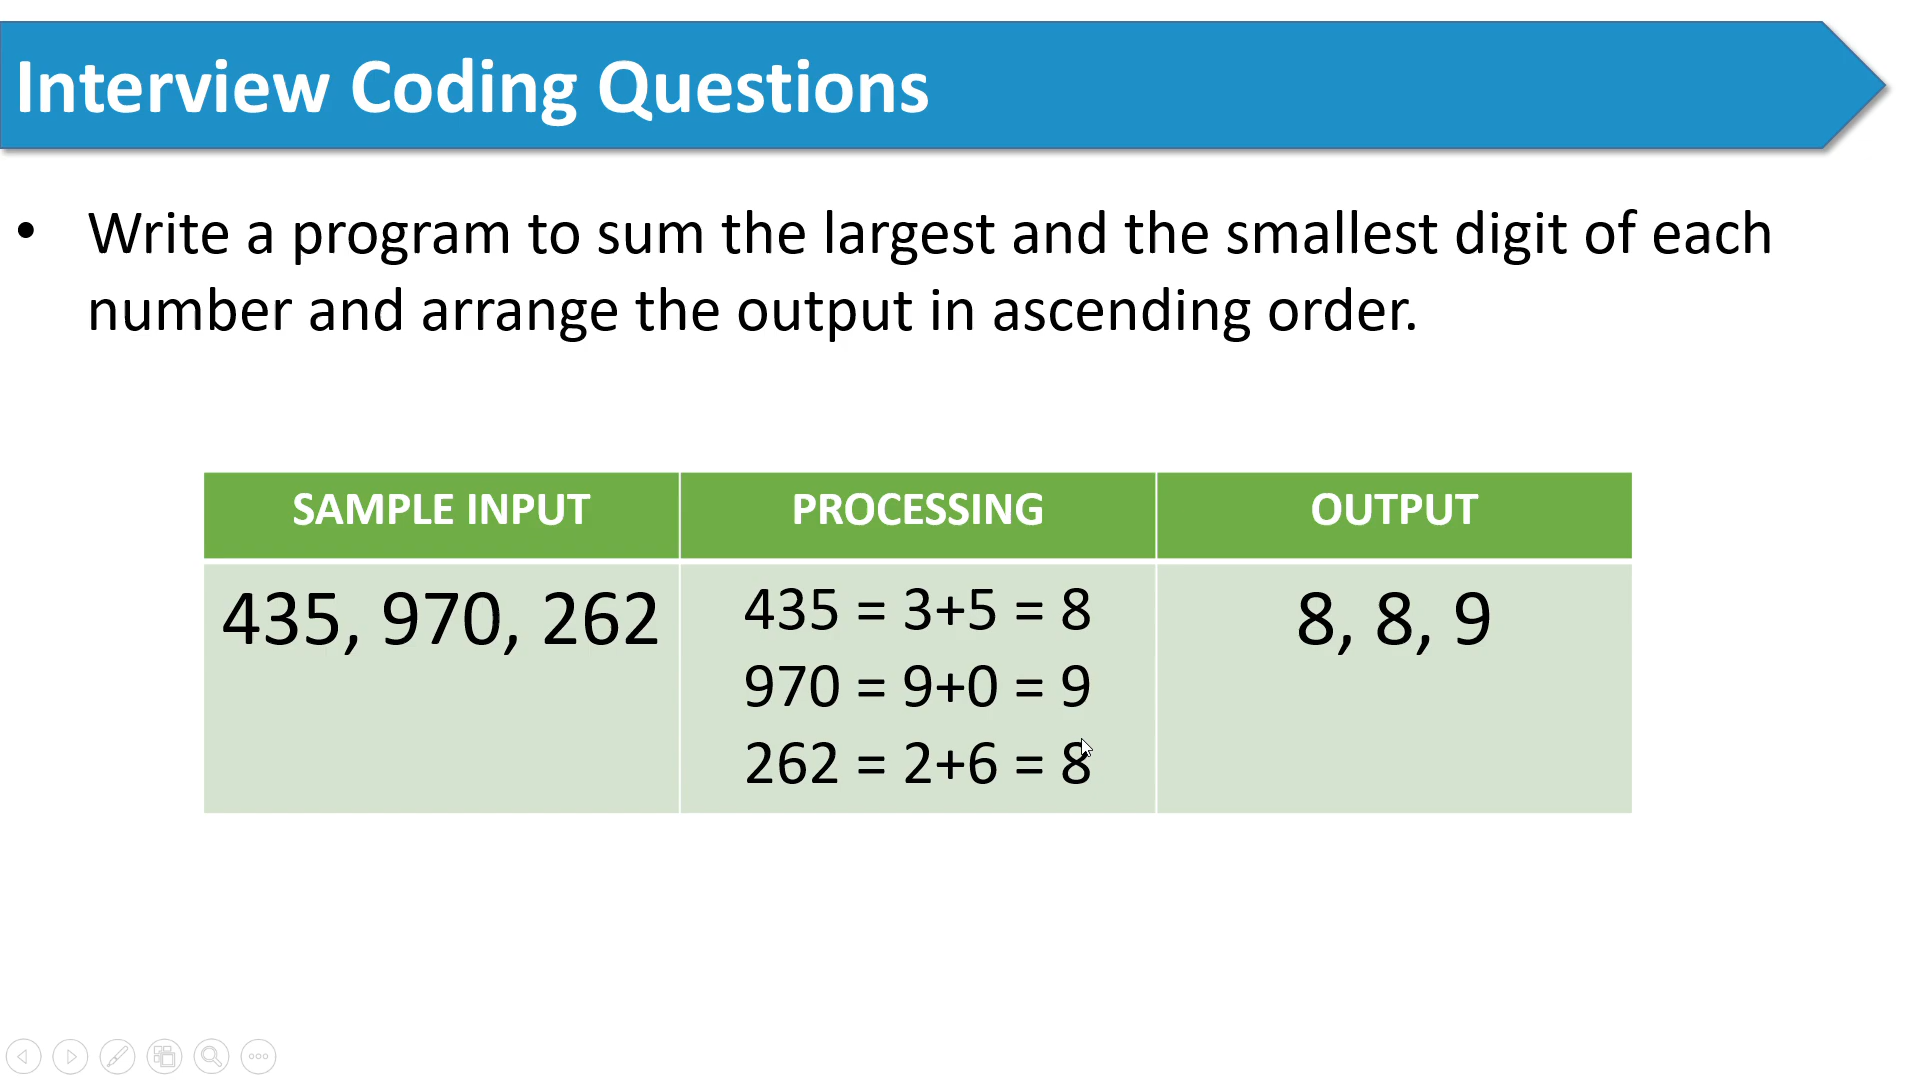 Interview Coding Questions
• Write a program to sum the largest and the smallest digit of each
number and arrange the output in ascending order.
SAMPLE INPUT PROCESSING OUTPUT
435, 970, 262 435 = 3+5 = 8 8, 8, 9
970 = 9+0 = 9
262 = 2+6 = 8